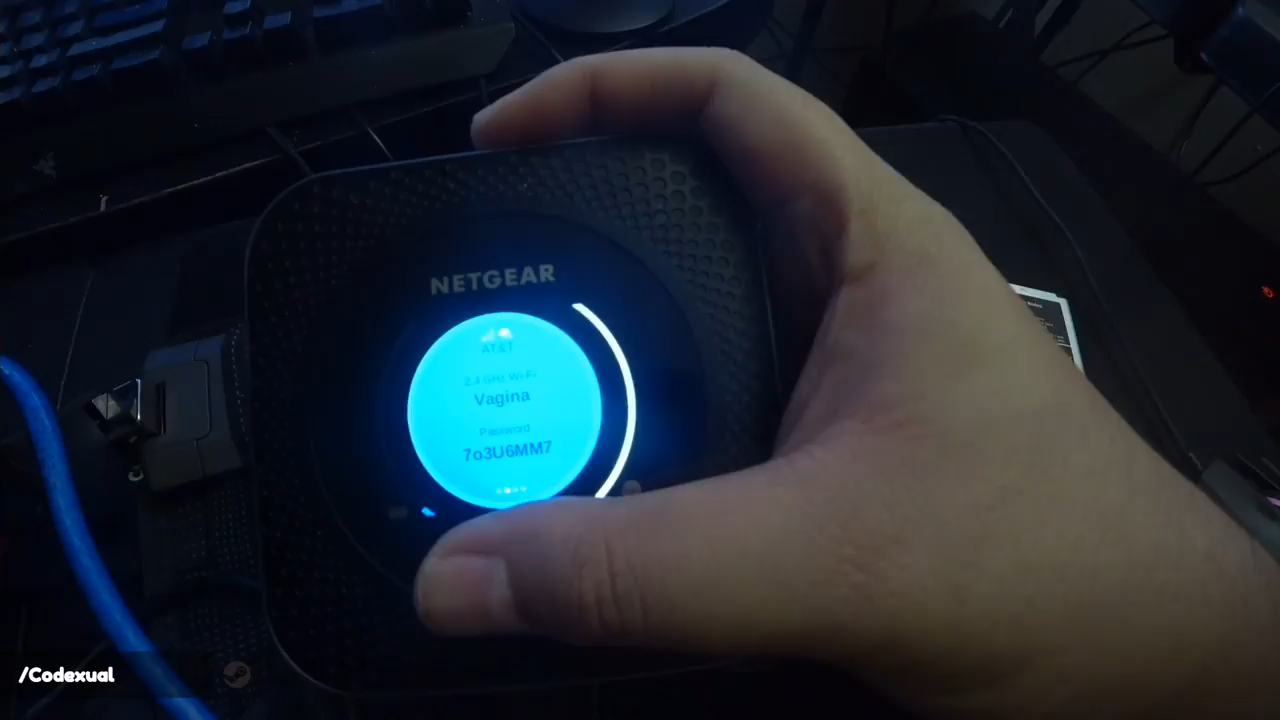 NETGEAR
AT&T
2.4 GHz Wi-Fi
Vagina
Password
7o3U6MM7
/Codexual